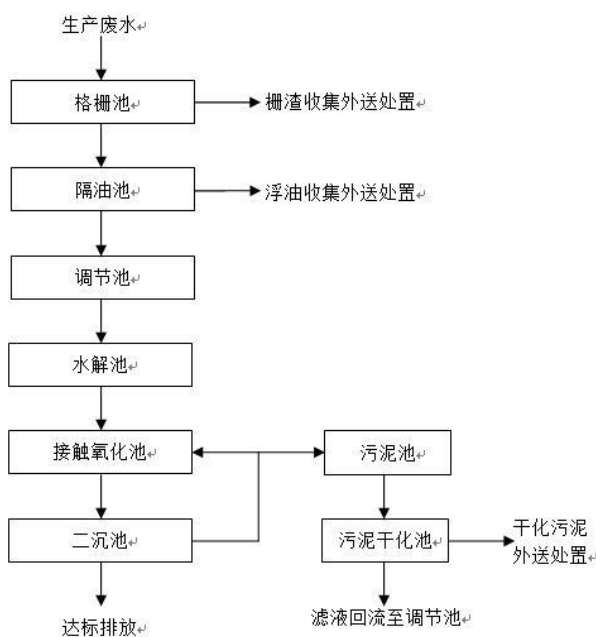 生产废水
格栅池
栅渣收集外送处置
隔油池
浮油收集外送处置
调节池
水解池
接触氧化池
污泥池
二沉池
污泥干化池
干化污泥
外送处置
达标排放
滤液回流至调节池